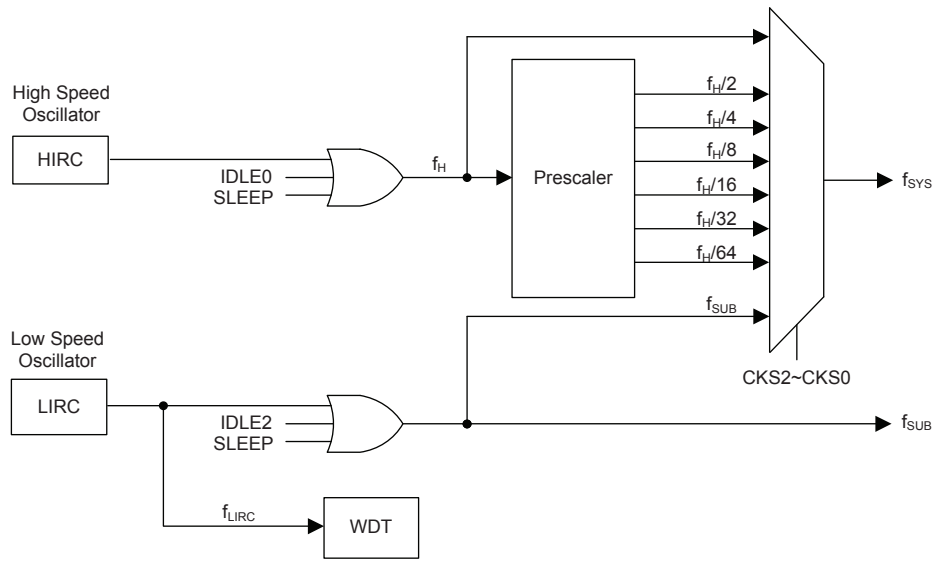 High Speed
Oscillator
HIRC
IDLE0
SLEEP
fH
Prescaler
fH/2
fH/4
fH/8
fH/16
fH/32
fH/64
fSUB
CKS2~CKS0
fSYS
Low Speed
Oscillator
LIRC
IDLE2
SLEEP
fSUB
fLIRC
WDT